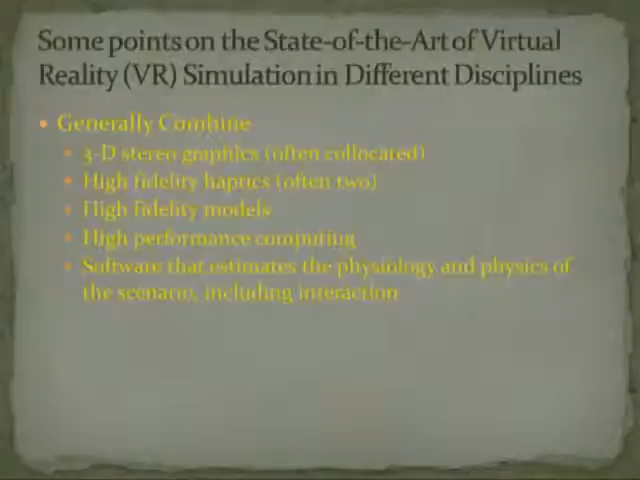 Some points on the State-of-the-Art of Virtual
Reality (VR) Simulation in Different Disciplines
• Generally Combine
• 3-D stereo graphics (often collocated)
• High fidelity haptics (often two)
• High fidelity models
• High performance computing
• Software that estimates the physiology and physics of
the scenario, including interaction